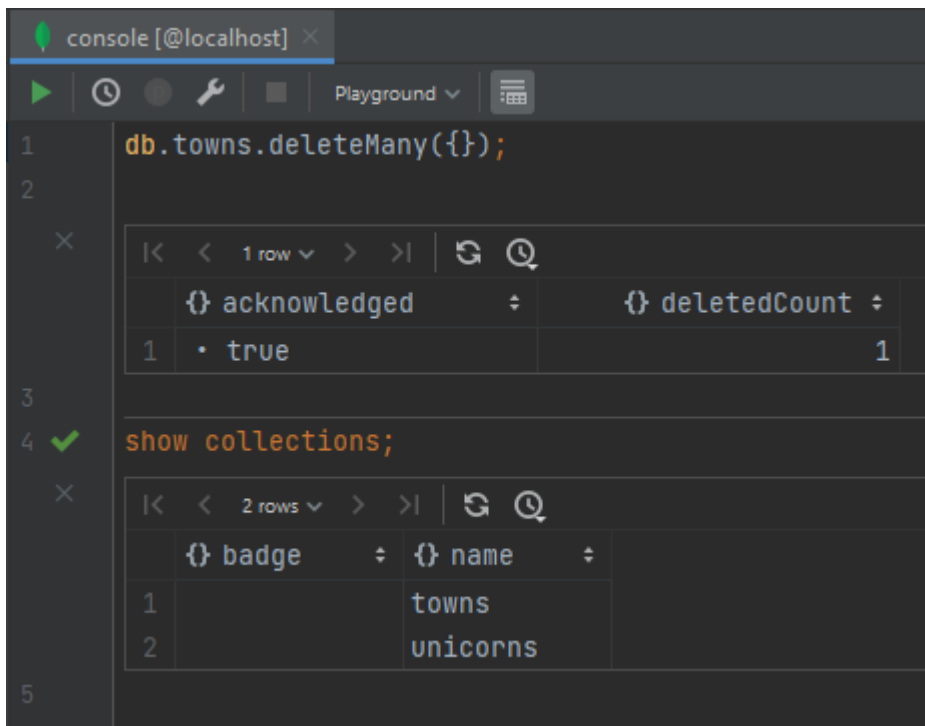 console [@localhost]
Playground
1 db.towns.deleteMany({});
2
1 row
{} acknowledged {} deletedCount
1 • true 1
3
4 show collections;
2 rows
{} badge {} name
1 towns
2 unicorns
5